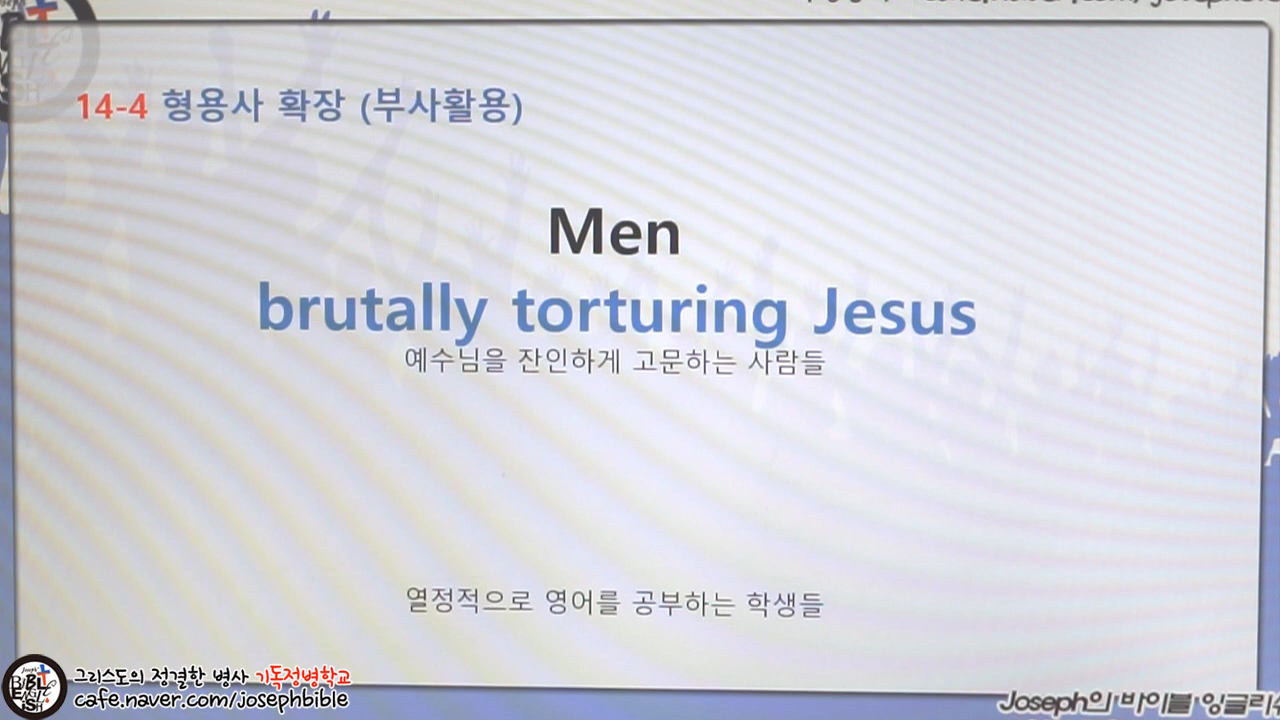 14-4 형용사 확장 (부사활용)
Men
brutally torturing Jesus
예수님을 잔인하게 고문하는 사람들
열정적으로 영어를 공부하는 학생들
그리스도의 정결한 병사 기독정병학교
cafe.naver.com/josephbible
Joseph의 바이블 잉글리쉬